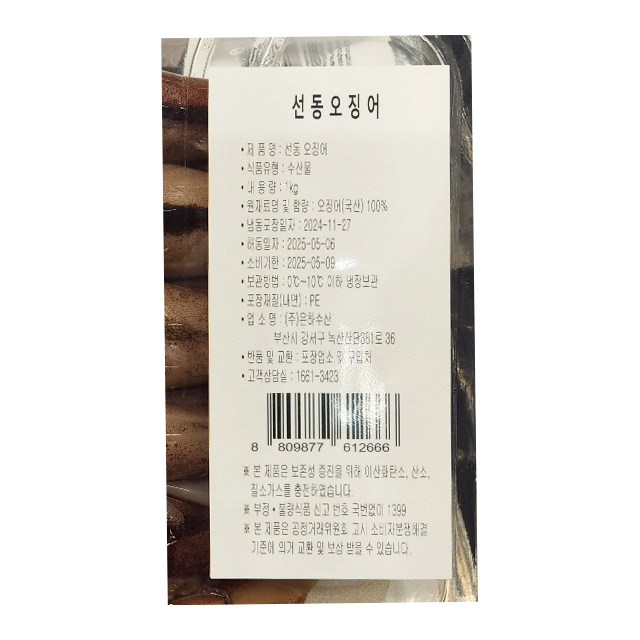 선동오징어
• 제 품 명 : 선동 오징어
• 식품유형 : 수산물
• 내 용 량 : 1kg
• 원재료명 및 함량 : 오징어(국산) 100%
• 냉동포장일자 : 2024-11-27
• 해동일자 : 2025-05-06
• 소비기한 : 2025-05-09
• 보관방법 : 0℃~10℃ 이하 냉장보관
• 포장재질(내면) : PE
• 업 소 명 : (주)은하수산
부산시 강서구 녹산산단381로 36
• 반품 및 교환 : 포장업소 및 구입처
• 고객상담실 : 1661-3423
8 809877 612666
※ 본 제품은 보존성 증진을 위해 이산화탄소, 산소,
질소가스를 충전하였습니다.
※ 부정•불량식품 신고 번호 국번없이 1399
※ 본 제품은 공정거래위원회 고시 소비자분쟁해결
기준에 의거 교환 및 보상 받을 수 있습니다.